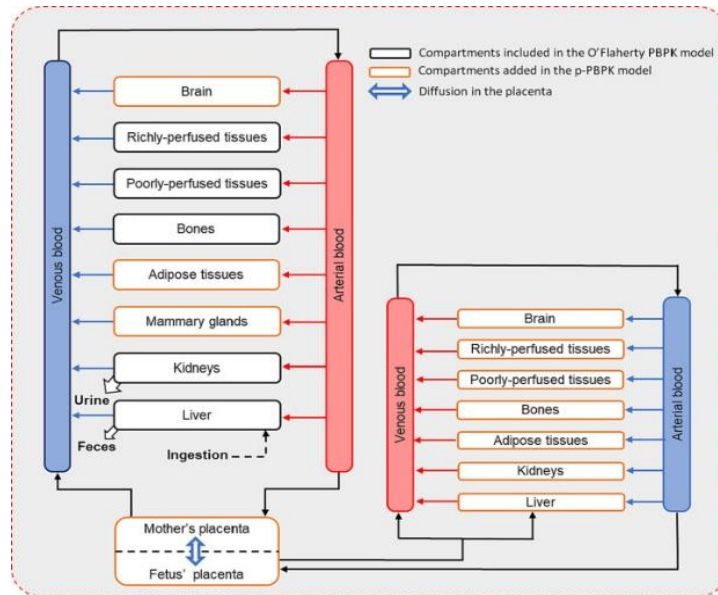 Compartments included in the O'Flaherty PBPK model
Compartments added in the p-PBPK model
Diffusion in the placenta
Venous blood
Brain
Richly-perfused tissues
Poorly-perfused tissues
Bones
Adipose tissues
Mammary glands
Kidneys
Urine
Liver
Feces
Ingestion
Arterial blood
Mother's placenta
Fetus' placenta
Venous blood
Brain
Richly-perfused tissues
Poorly-perfused tissues
Bones
Adipose tissues
Kidneys
Liver
Arterial blood